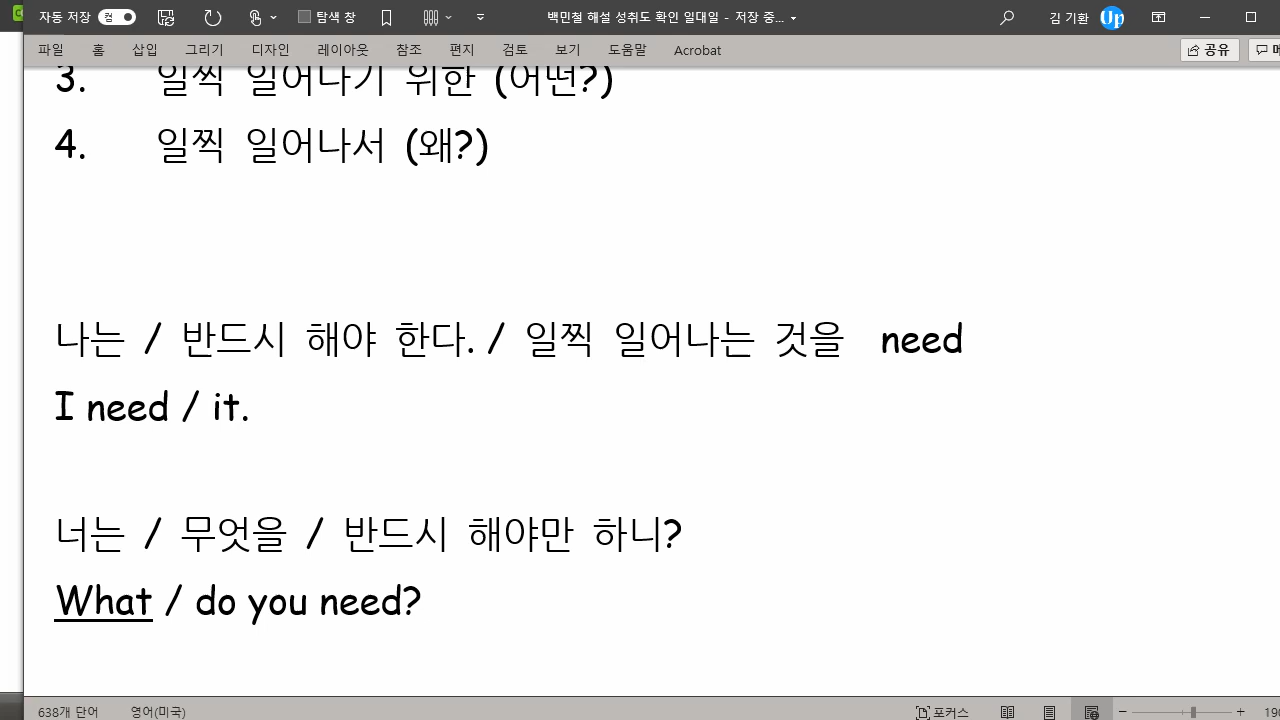 자동 저장 컴 탐색 창 백민철 해설 성취도 확인 일대일 - 저장 중... 김 기환 Up
파일 홈 삽입 그리기 디자인 레이아웃 참조 편지 검토 보기 도움말 Acrobat 공유
3. 일찍 일어나기 위한 (어떤?)
4. 일찍 일어나서 (왜?)
나는 / 반드시 해야 한다. / 일찍 일어나는 것을 need
I need / it.
너는 / 무엇을 / 반드시 해야만 하니?
What / do you need?
638개 단어 영어(미국) 포커스